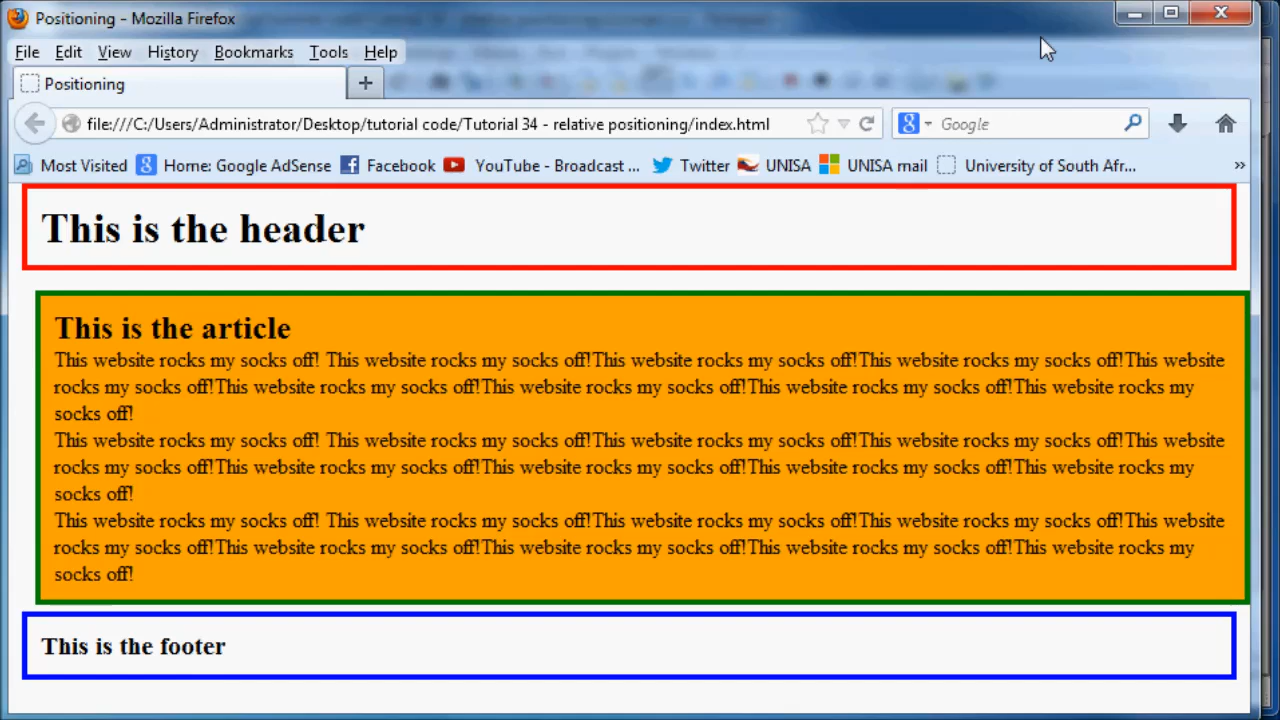 Positioning - Mozilla Firefox
File Edit View History Bookmarks Tools Help
Positioning +
file:///C:/Users/Administrator/Desktop/tutorial code/Tutorial 34 - relative positioning/index.html Google
Most Visited Home: Google AdSense Facebook YouTube - Broadcast ... Twitter UNISA UNISA mail University of South Afr... »
This is the header
This is the article
This website rocks my socks off! This website rocks my socks off!This website rocks my socks off!This website rocks my socks off!This website
rocks my socks off!This website rocks my socks off!This website rocks my socks off!This website rocks my socks off!This website rocks my
socks off!
This website rocks my socks off! This website rocks my socks off!This website rocks my socks off!This website rocks my socks off!This website
rocks my socks off!This website rocks my socks off!This website rocks my socks off!This website rocks my socks off!This website rocks my
socks off!
This website rocks my socks off! This website rocks my socks off!This website rocks my socks off!This website rocks my socks off!This website
rocks my socks off!This website rocks my socks off!This website rocks my socks off!This website rocks my socks off!This website rocks my
socks off!
This is the footer